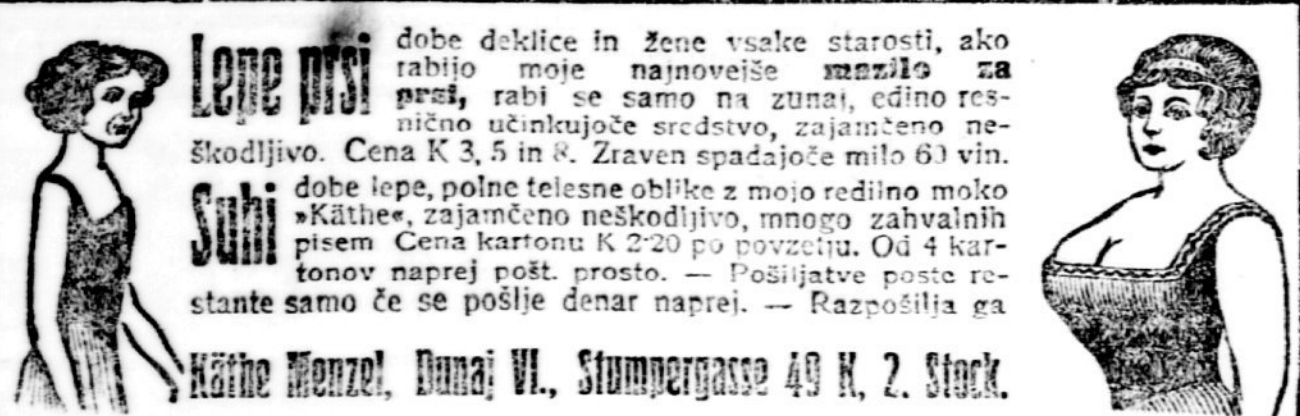 Lepe prsi dobe deklice in žene vsake starosti, ako
rabijo moje najnovejše mazilo za
prsi, rabi se samo na zunaj, edino res-
nično učinkujoče sredstvo, zajamčeno ne-
škodljivo. Cena K 3, 5 in 8. Zraven spadajoče milo 60 vin.
Suhi dobe lepe, polne telesne oblike z mojo redilno moko
»Käthe«, zajamčeno neškodljivo, mnogo zahvalnih
pisem Cena kartonu K 2·20 po povzetju. Od 4 kar-
tonov naprej pošt. prosto. — Pošiljatve poste re-
stante samo če se pošlje denar naprej. — Razpošilja ga
Käthe Menzel, Dunaj VI., Stumpergasse 49 K, 2. Stock.